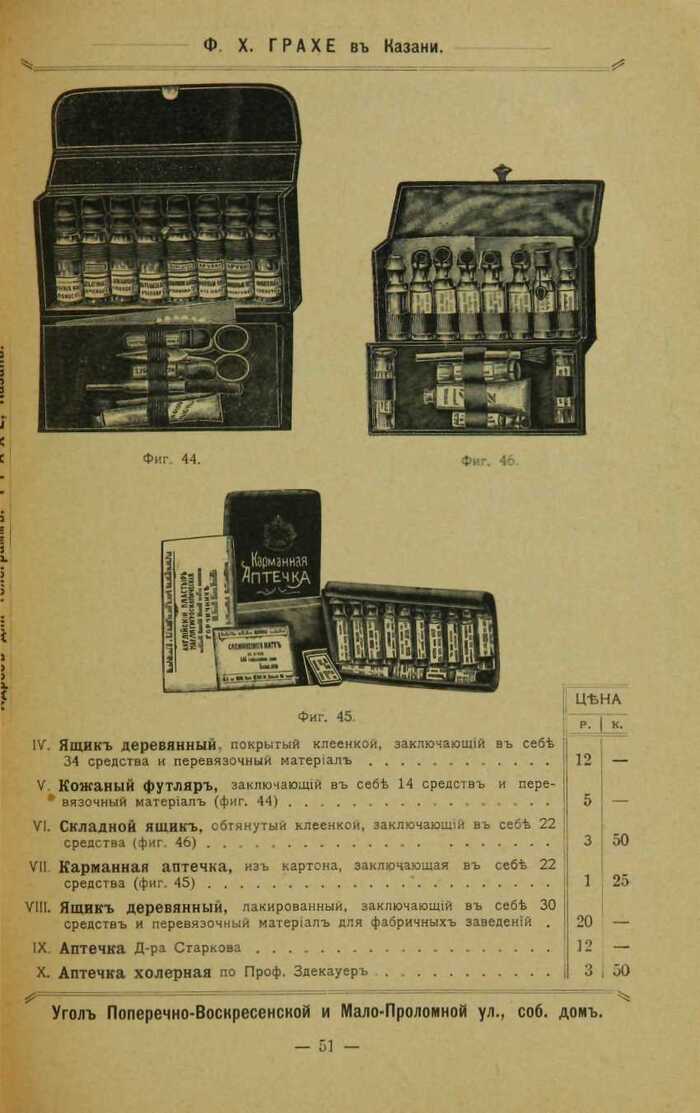 Ф. Х. ГРАХЕ въ Казани.
Фиг. 44.
Фиг. 46.
Карманная
АПТЕЧКА
АНГЛІЙСКІЙ ПЛАСТЫРЬ
ГОРЧИЧНИКЪ
Фиг. 45.
ЦѢНА
Р. К.
IV. Ящикъ деревянный, покрытый клеенкой, заключающій въ себѣ
34 средства и перевязочный матеріалъ . . . . . . . . . . . . 12 —
V. Кожаный футляръ, заключающій въ себѣ 14 средствъ и пере-
вязочный матеріалъ (фиг. 44) . . . . . . . . . . . . . . . . . 5 —
VI. Складной ящикъ, обтянутый клеенкой, заключающій въ себѣ 22
средства (фиг. 46) . . . . . . . . . . . . . . . . . . . . . . 3 50
VII. Карманная аптечка, изъ картона, заключающая въ себѣ 22
средства (фиг. 45) . . . . . . . . . . . . . . . . . . . . . . 1 25
VIII. Ящикъ деревянный, лакированный, заключающій въ себѣ 30
средствъ и перевязочный матеріалъ для фабричныхъ заведеній . 20 —
IX. Аптечка Д-ра Старкова . . . . . . . . . . . . . . . . . . . 12 —
X. Аптечка холерная по Проф. Здекауеръ . . . . . . . . . . . 3 50
Уголъ Поперечно-Воскресенской и Мало-Проломной ул., соб. домъ.
— 51 —